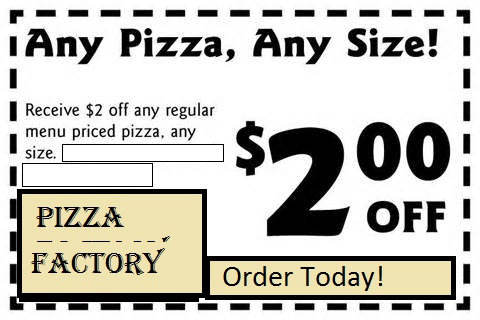 Any Pizza, Any Size!
Receive $2 off any regular
menu priced pizza, any
size.
$2.00
OFF
PIZZA
FACTORY
Order Today!